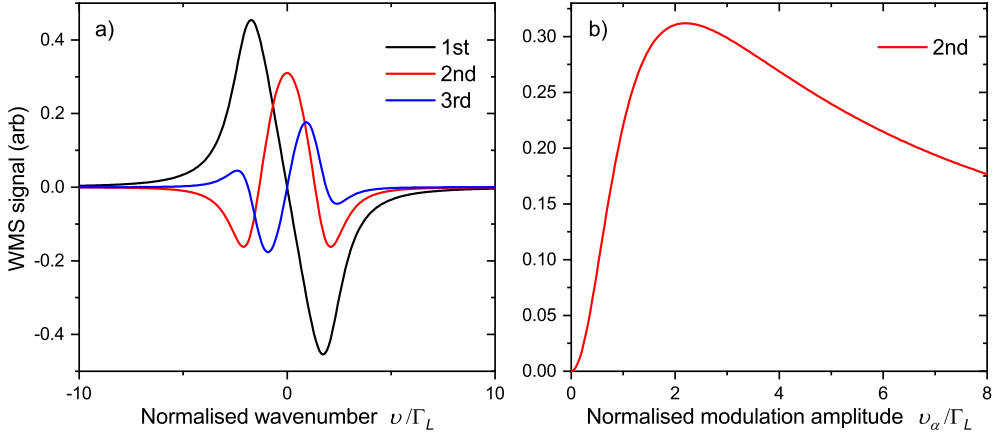 a)
1st
2nd
3rd
WMS signal (arb)
0.4
0.2
0.0
-0.2
-0.4
-10
0
10
Normalised wavenumber υ/Γ_L
b)
2nd
0.30
0.25
0.20
0.15
0.10
0.05
0.00
0
2
4
6
8
Normalised modulation amplitude υ_α/Γ_L